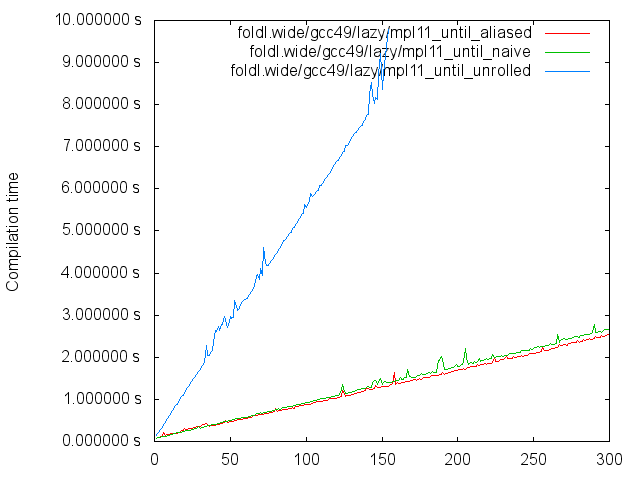 10.000000 s
9.000000 s
8.000000 s
7.000000 s
6.000000 s
5.000000 s
4.000000 s
3.000000 s
2.000000 s
1.000000 s
0.000000 s
Compilation time
foldl.wide/gcc49/lazy/mpl11_until_aliased
foldl.wide/gcc49/lazy/mpl11_until_naive
foldl.wide/gcc49/lazy/mpl11_until_unrolled
0 50 100 150 200 250 300